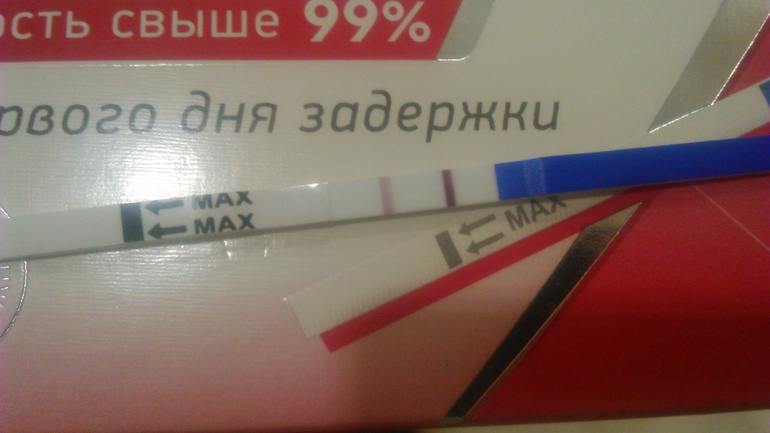 ость свыше 99%
рвого дня задержки
MAX
MAX
MAX